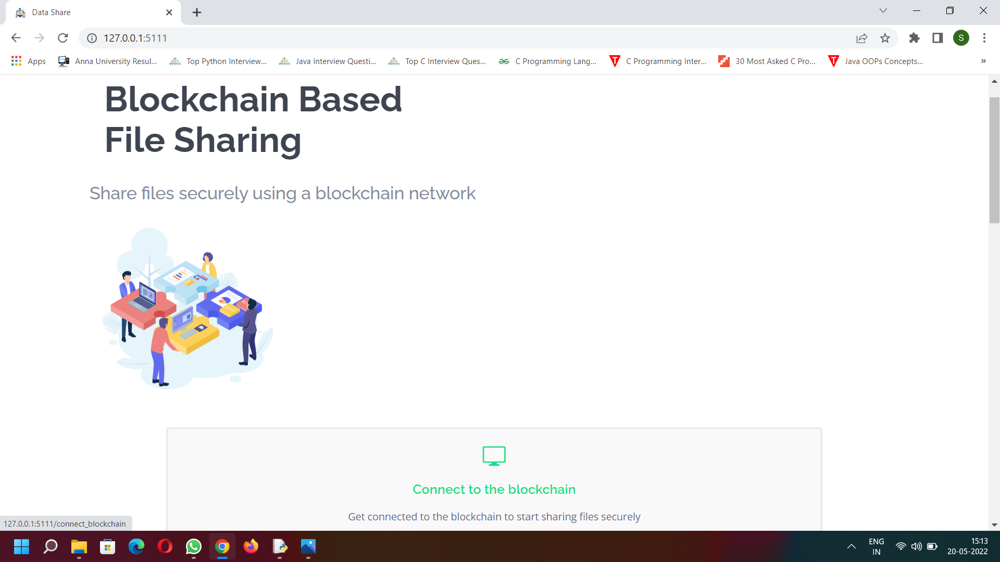 Data Share
127.0.0.1:5111
S
Apps
Anna University Resul...
Top Python Interview...
Java Interview Questi...
Top C Interview Ques...
C Programming Lang...
C Programming Inter...
30 Most Asked C Pro...
Java OOPs Concepts...
»
Blockchain Based
File Sharing
Share files securely using a blockchain network
Connect to the blockchain
Get connected to the blockchain to start sharing files securely
127.0.0.1:5111/connect_blockchain
ENG
IN
15:13
20-05-2022